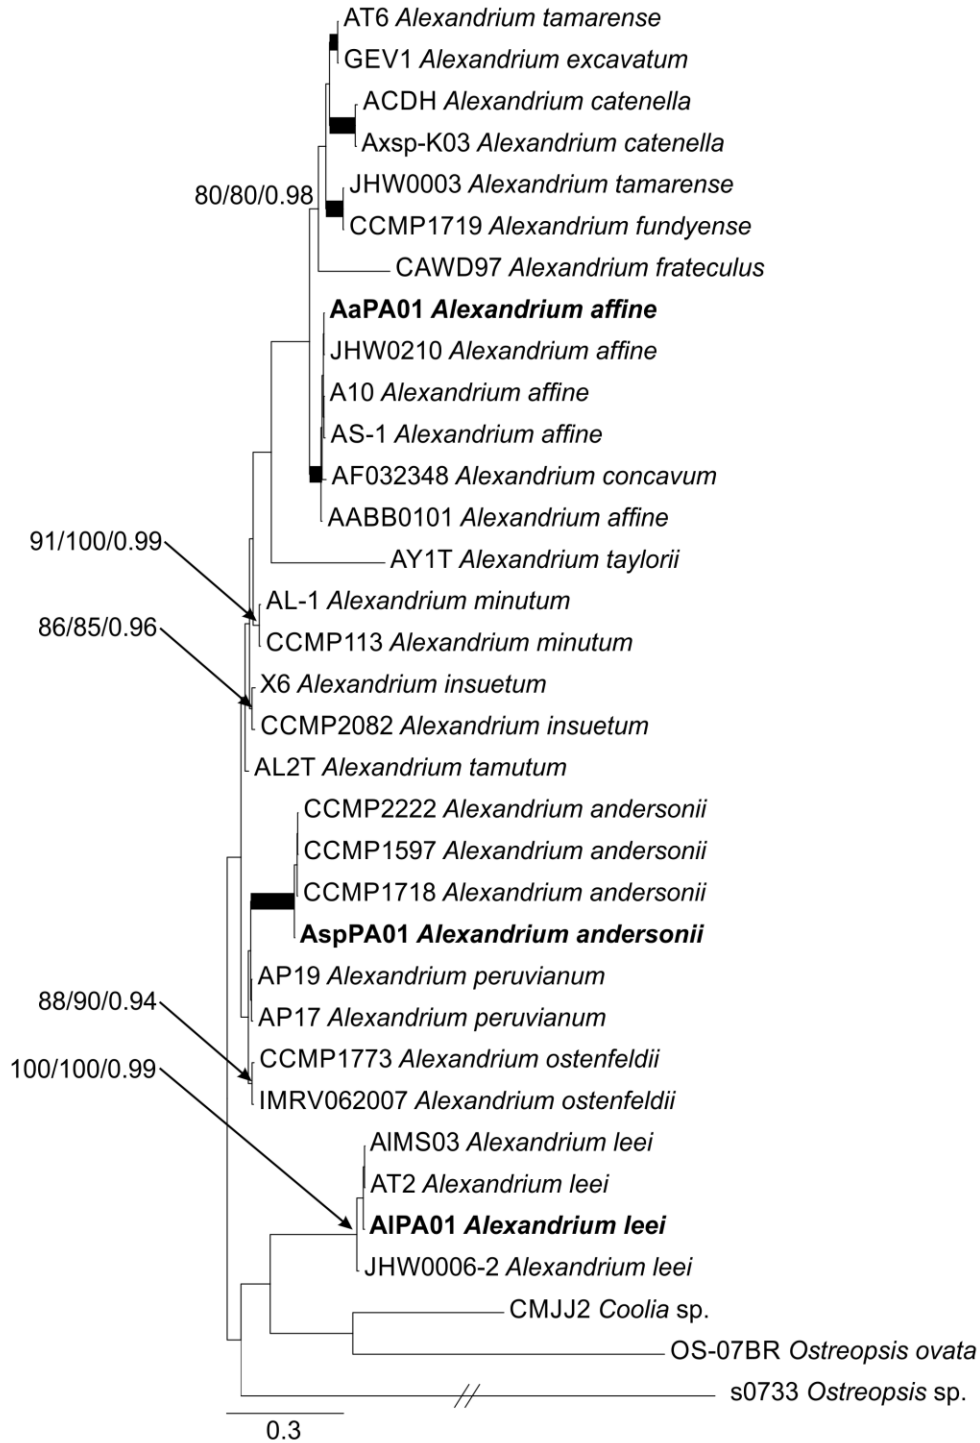 AT6 Alexandrium tamarense
GEV1 Alexandrium excavatum
ACDH Alexandrium catenella
Axsp-K03 Alexandrium catenella
JHW0003 Alexandrium tamarense
80/80/0.98
CCMP1719 Alexandrium fundyense
CAWD97 Alexandrium frateculus
AaPA01 Alexandrium affine
JHW0210 Alexandrium affine
A10 Alexandrium affine
AS-1 Alexandrium affine
AF032348 Alexandrium concavum
AABB0101 Alexandrium affine
91/100/0.99
AY1T Alexandrium taylorii
AL-1 Alexandrium minutum
86/85/0.96
CCMP113 Alexandrium minutum
X6 Alexandrium insuetum
CCMP2082 Alexandrium insuetum
AL2T Alexandrium tamutum
CCMP2222 Alexandrium andersonii
CCMP1597 Alexandrium andersonii
CCMP1718 Alexandrium andersonii
AspPA01 Alexandrium andersonii
AP19 Alexandrium peruvianum
88/90/0.94
AP17 Alexandrium peruvianum
CCMP1773 Alexandrium ostenfeldii
100/100/0.99
IMRV062007 Alexandrium ostenfeldii
AIMS03 Alexandrium leei
AT2 Alexandrium leei
AlPA01 Alexandrium leei
JHW0006-2 Alexandrium leei
CMJJ2 Coolia sp.
OS-07BR Ostreopsis ovata
s0733 Ostreopsis sp.
0.3